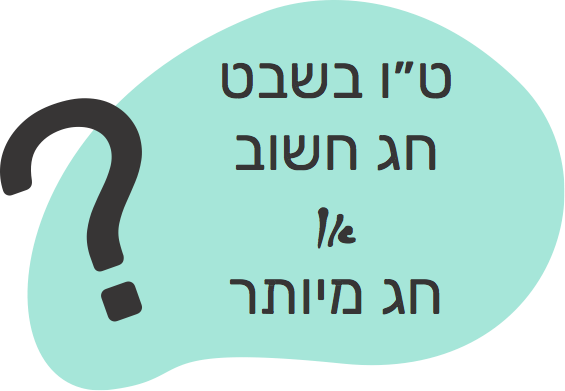 ט״ו בשבט
חג חשוב
או
חג מיותר
?